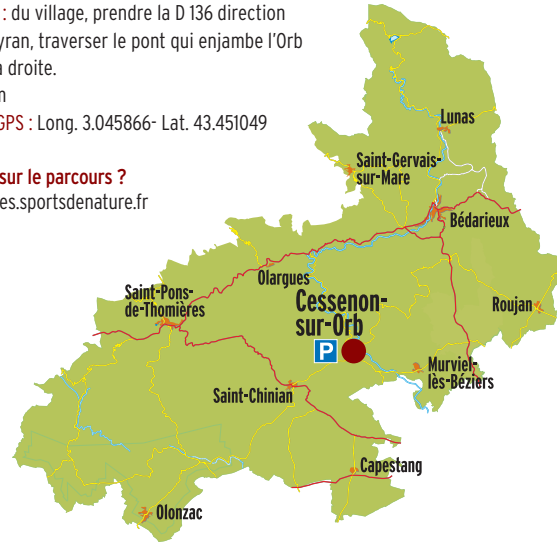 : du village, prendre la D 136 direction
yran, traverser le pont qui enjambe l'Orb
droite.
GPS : Long. 3.045866- Lat. 43.451049
sur le parcours ?
es.sportsdenature.fr
Lunas
Saint-Gervais-
sur-Mare
Bédarieux
Olargues
Saint-Pons-
de-Thomières
Cessenon-
sur-Orb
P
Roujan
Murviel-
lès-Béziers
Saint-Chinian
Capestang
Olonzac